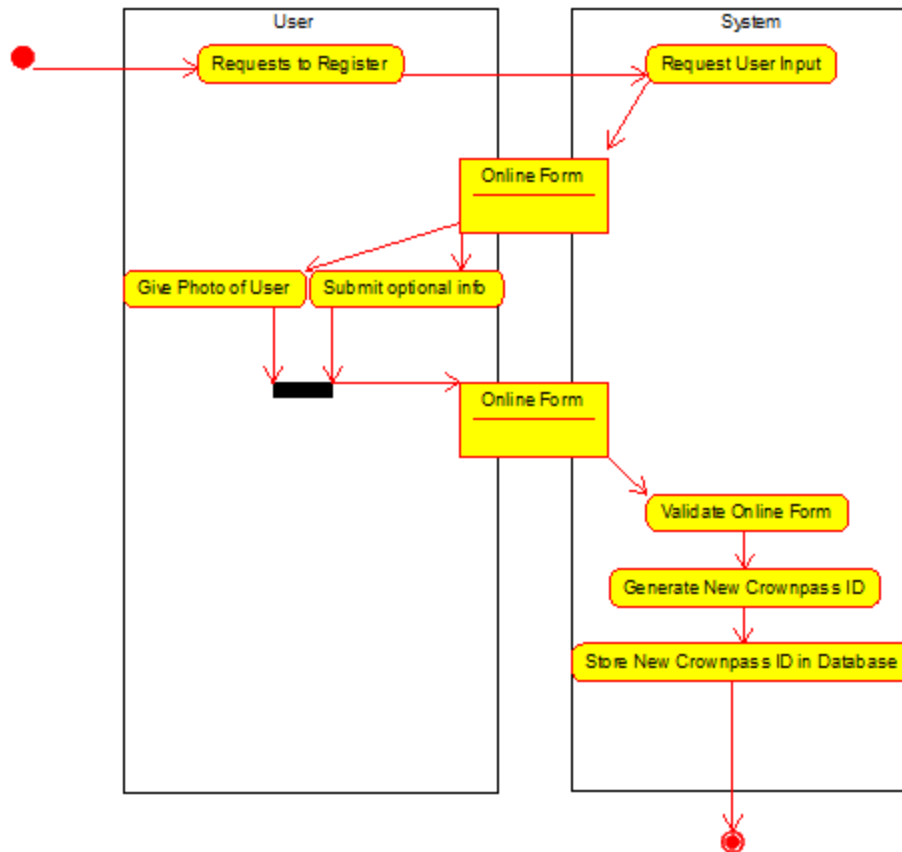 User
System
Requests to Register
Request User Input
Online Form
Give Photo of User
Submit optional info
Online Form
Validate Online Form
Generate New Crownpass ID
Store New Crownpass ID in Database